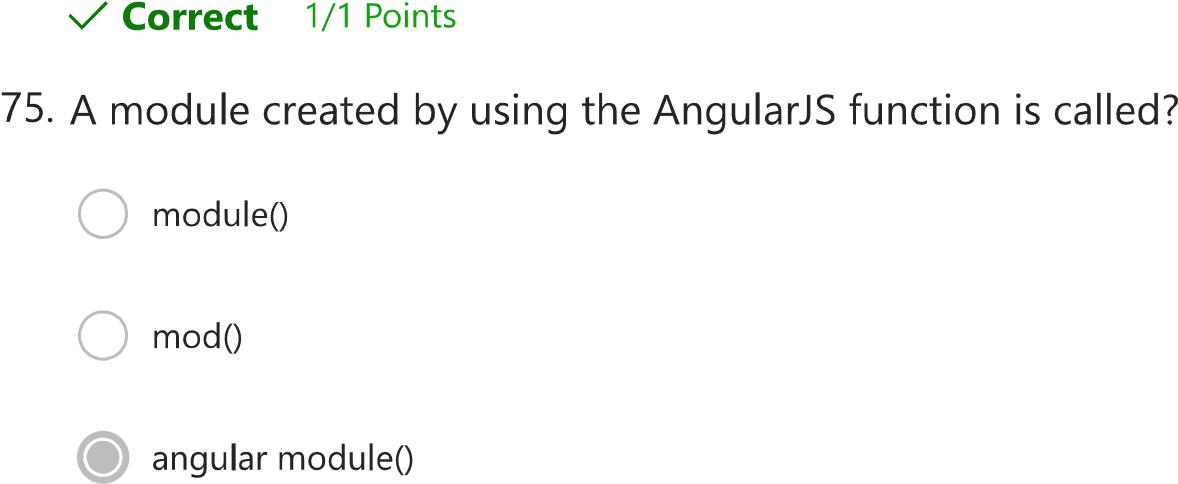 ✓ Correct 1/1 Points
75. A module created by using the AngularJS function is called?
module()
mod()
angular module()